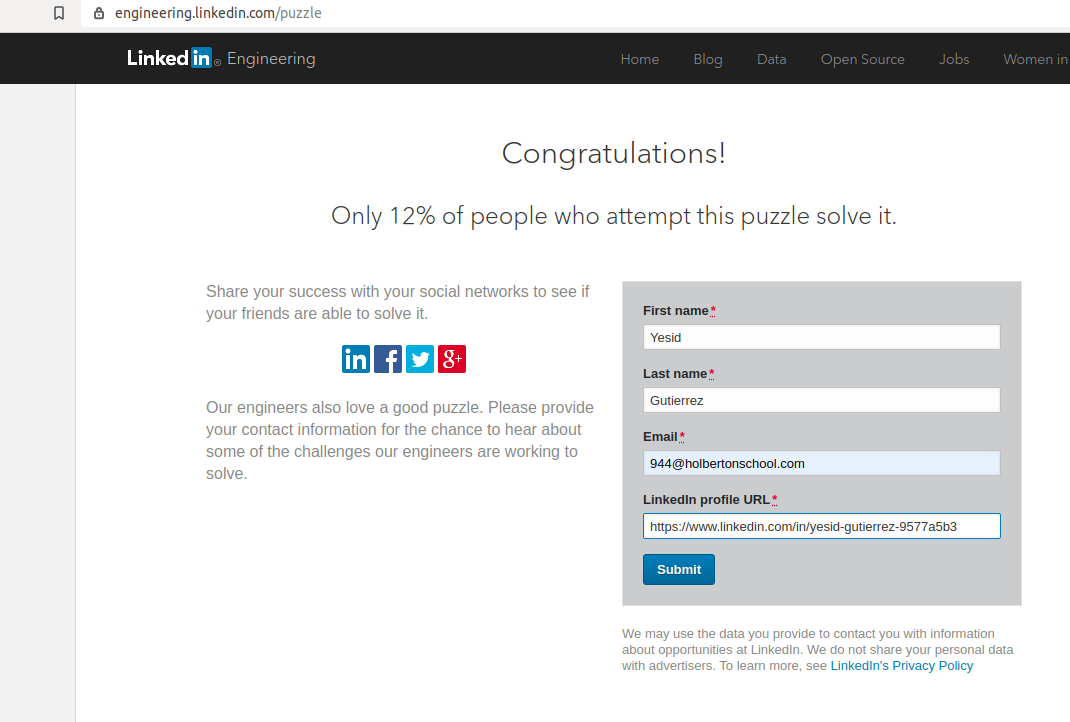 engineering.linkedin.com/puzzle
Linked in ® Engineering
Home Blog Data Open Source Jobs Women in
Congratulations!
Only 12% of people who attempt this puzzle solve it.
Share your success with your social networks to see if
your friends are able to solve it.
in f g+
Our engineers also love a good puzzle. Please provide
your contact information for the chance to hear about
some of the challenges our engineers are working to
solve.
First name*
Yesid
Last name*
Gutierrez
Email*
944@holbertonschool.com
LinkedIn profile URL*
https://www.linkedin.com/in/yesid-gutierrez-9577a5b3
Submit
We may use the data you provide to contact you with information
about opportunities at LinkedIn. We do not share your personal data
with advertisers. To learn more, see LinkedIn's Privacy Policy